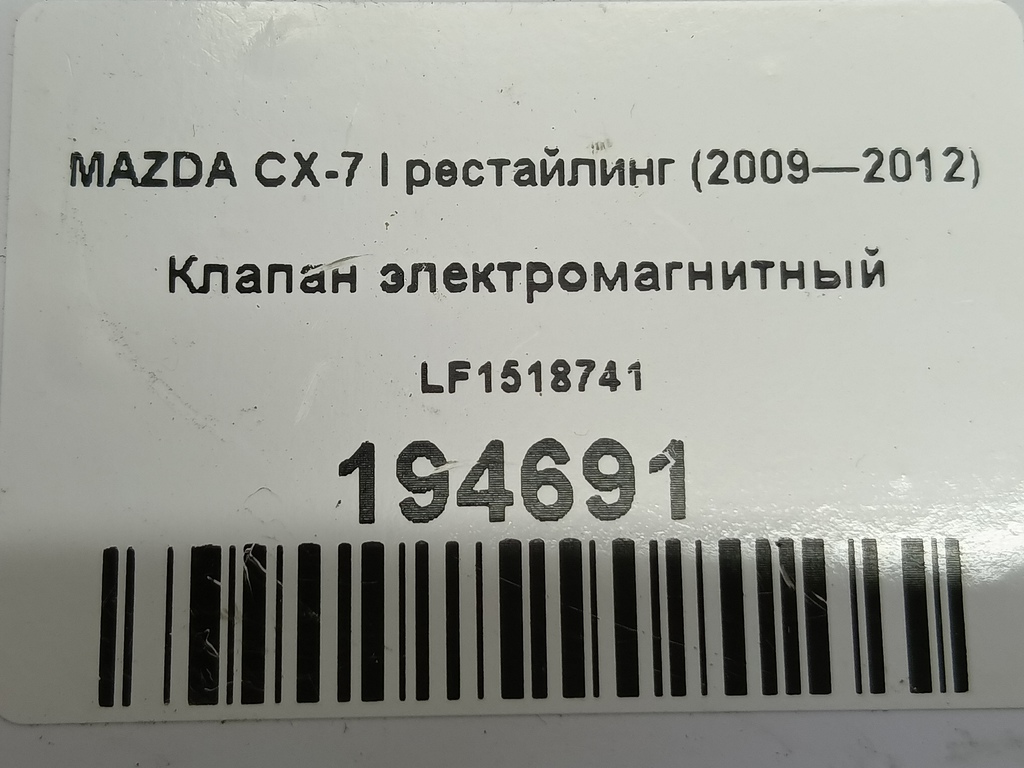 MAZDA CX-7 I рестайлинг (2009—2012)
Клапан электромагнитный
LF1518741
194691